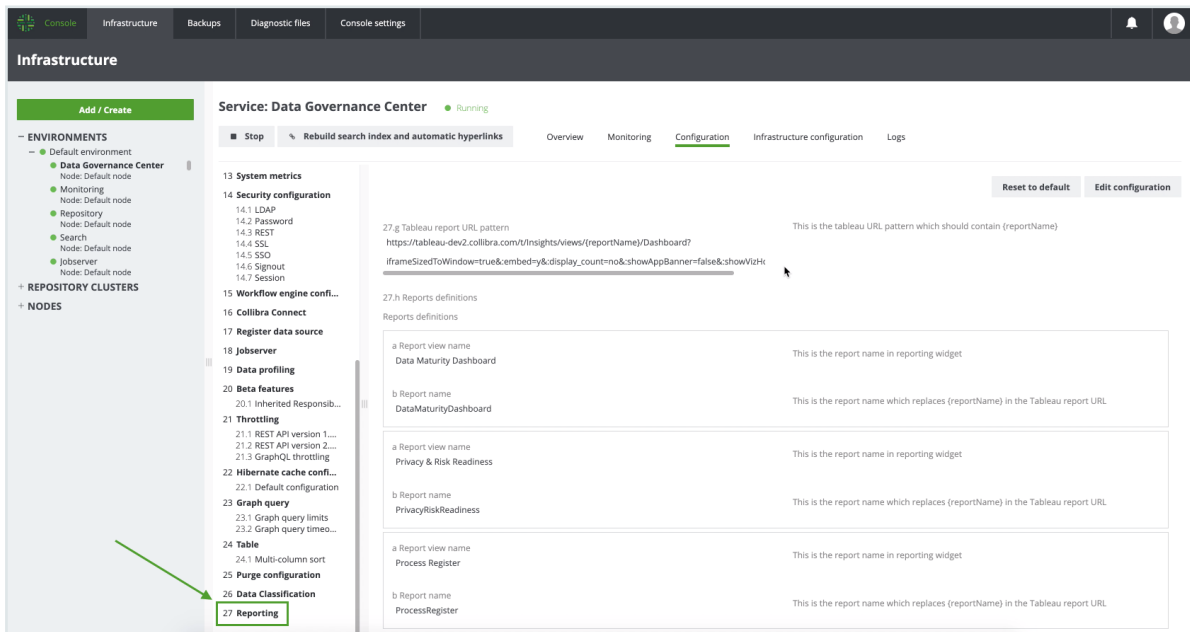 Console
Infrastructure
Backups
Diagnostic files
Console settings
Infrastructure
Add / Create
− ENVIRONMENTS
− Default environment
Data Governance Center
Node: Default node
Monitoring
Node: Default node
Repository
Node: Default node
Search
Node: Default node
Jobserver
Node: Default node
+ REPOSITORY CLUSTERS
+ NODES
Service: Data Governance Center
Running
Stop
Rebuild search index and automatic hyperlinks
Overview
Monitoring
Configuration
Infrastructure configuration
Logs
13 System metrics
14 Security configuration
14.1 LDAP
14.2 Password
14.3 REST
14.4 SSL
14.5 SSO
14.6 Signout
14.7 Session
15 Workflow engine confi...
16 Collibra Connect
17 Register data source
18 Jobserver
19 Data profiling
20 Beta features
20.1 Inherited Responsib...
21 Throttling
21.1 REST API version 1....
21.2 REST API version 2....
21.3 GraphQL throttling
22 Hibernate cache confi...
22.1 Default configuration
23 Graph query
23.1 Graph query limits
23.2 Graph query timeo...
24 Table
24.1 Multi-column sort
25 Purge configuration
26 Data Classification
27 Reporting
Reset to default
Edit configuration
27.g Tableau report URL pattern
This is the tableau URL pattern which should contain {reportName}
https://tableau-dev2.collibra.com/t/Insights/views/{reportName}/Dashboard?
iframeSizedToWindow=true&:embed=y&:display_count=no&:showAppBanner=false&:showVizHo
27.h Reports definitions
Reports definitions
a Report view name
Data Maturity Dashboard
This is the report name in reporting widget
b Report name
DataMaturityDashboard
This is the report name which replaces {reportName} in the Tableau report URL
a Report view name
Privacy & Risk Readiness
This is the report name in reporting widget
b Report name
PrivacyRiskReadiness
This is the report name which replaces {reportName} in the Tableau report URL
a Report view name
Process Register
This is the report name in reporting widget
b Report name
ProcessRegister
This is the report name which replaces {reportName} in the Tableau report URL